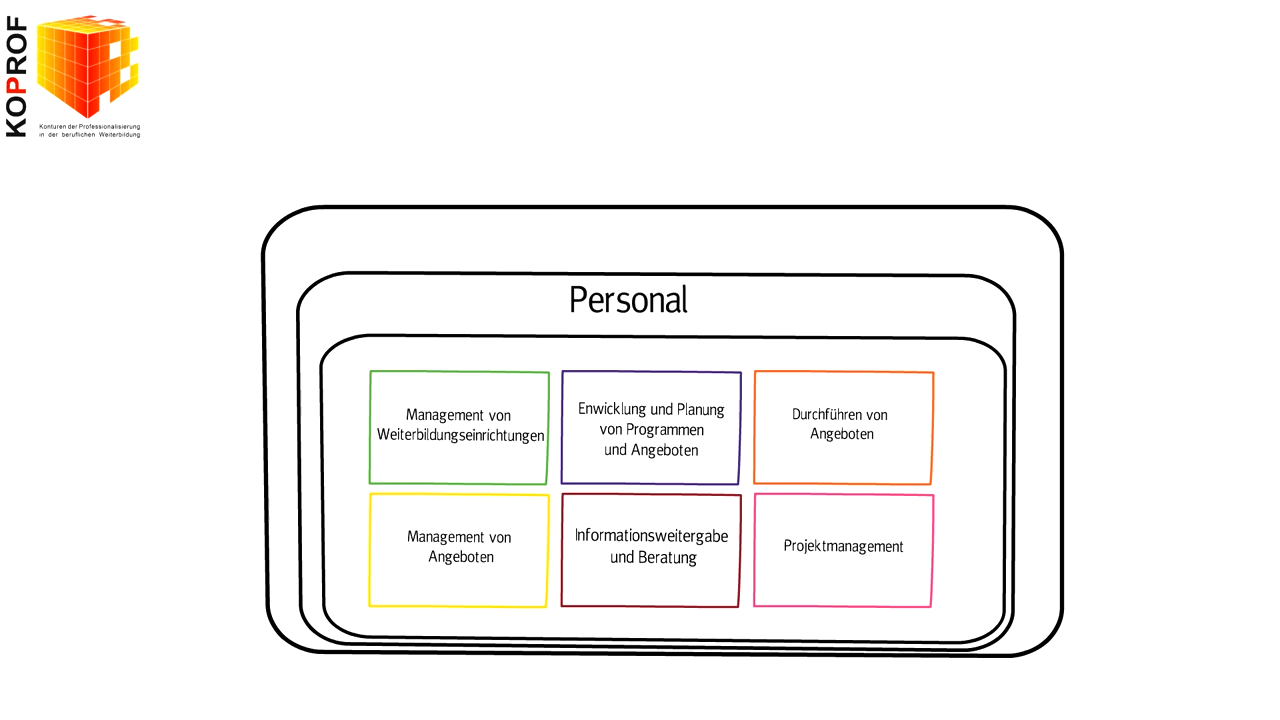 KOPROF
Konturen der Professionalisierung
in der beruflichen Weiterbildung
Personal
Management von
Weiterbildungseinrichtungen
Enwicklung und Planung
von Programmen
und Angeboten
Durchführen von
Angeboten
Management von
Angeboten
Informationsweitergabe
und Beratung
Projektmanagement